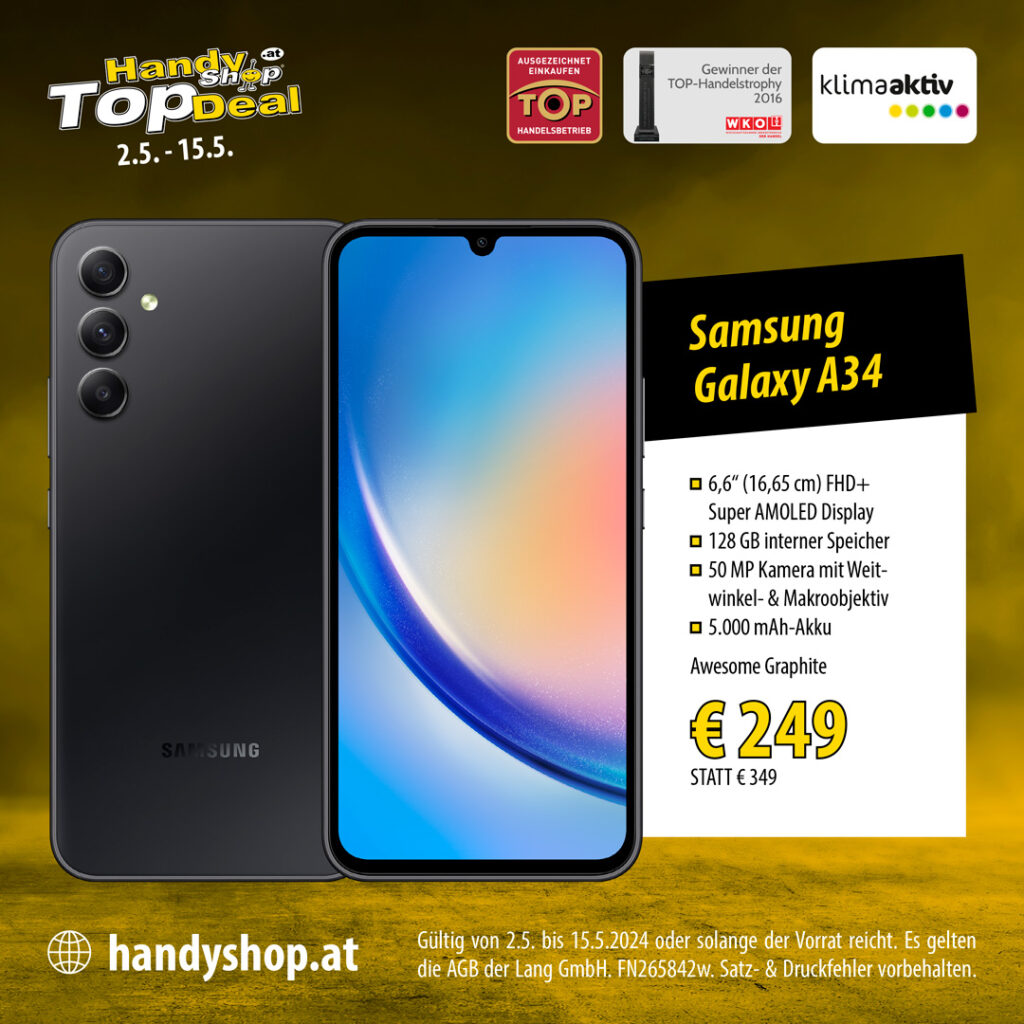 Handy
Shop
.at
TopDeal
2.5. - 15.5.
AUSGEZEICHNET
EINKAUFEN
TOP
HANDELSBETRIEB
Gewinner der
TOP-Handelstrophy
2016
WKO
klimaaktiv
Samsung
Galaxy A34
6,6“ (16,65 cm) FHD+
Super AMOLED Display
128 GB interner Speicher
50 MP Kamera mit Weit-
winkel- & Makroobjektiv
5.000 mAh-Akku
Awesome Graphite
€ 249
STATT € 349
SAMSUNG
handyshop.at
Gültig von 2.5. bis 15.5.2024 oder solange der Vorrat reicht. Es gelten
die AGB der Lang GmbH. FN265842w. Satz- & Druckfehler vorbehalten.